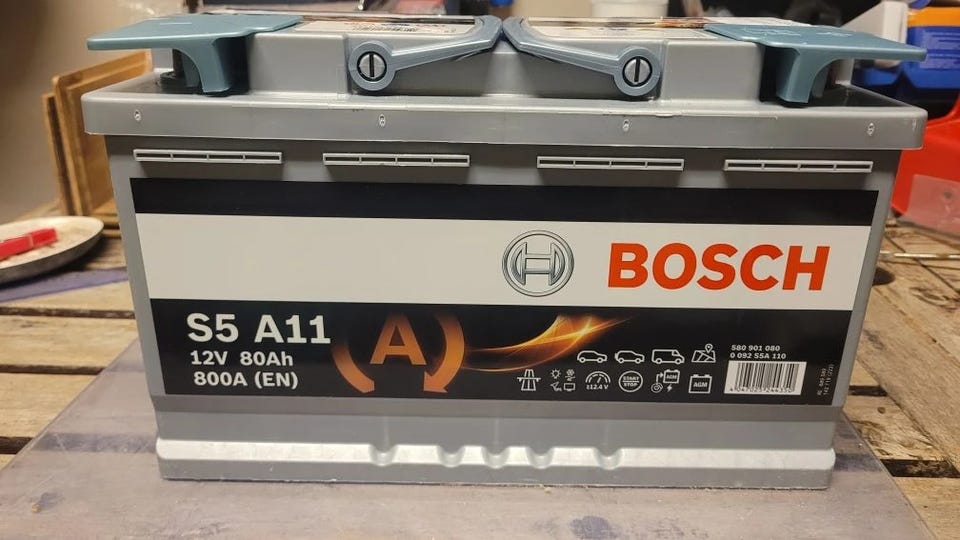 BOSCH
S5 A11
12V 80Ah
800A (EN)
A
580 901 080
0 092 S5A 110
≥12.4 V
START
STOP
AGM
AGM